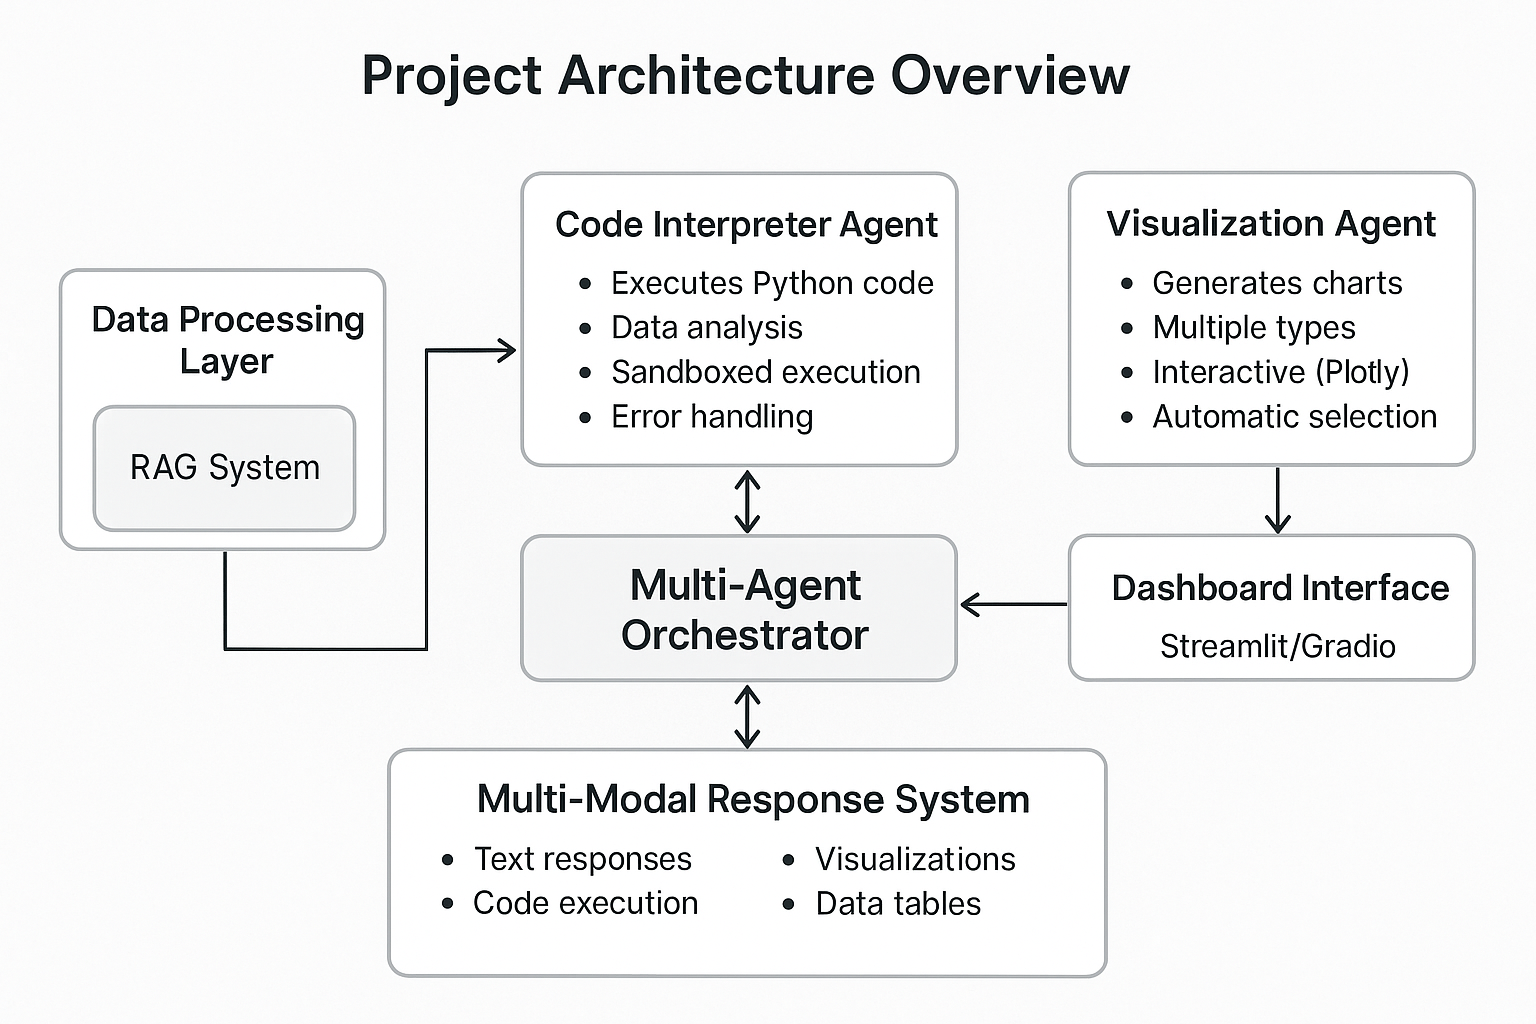 Project Architecture Overview
Data Processing
Layer
RAG System
Code Interpreter Agent
• Executes Python code
• Data analysis
• Sandboxed execution
• Error handling
Visualization Agent
• Generates charts
• Multiple types
• Interactive (Plotly)
• Automatic selection
Multi-Agent
Orchestrator
Dashboard Interface
Streamlit/Gradio
Multi-Modal Response System
• Text responses
• Code execution
• Visualizations
• Data tables